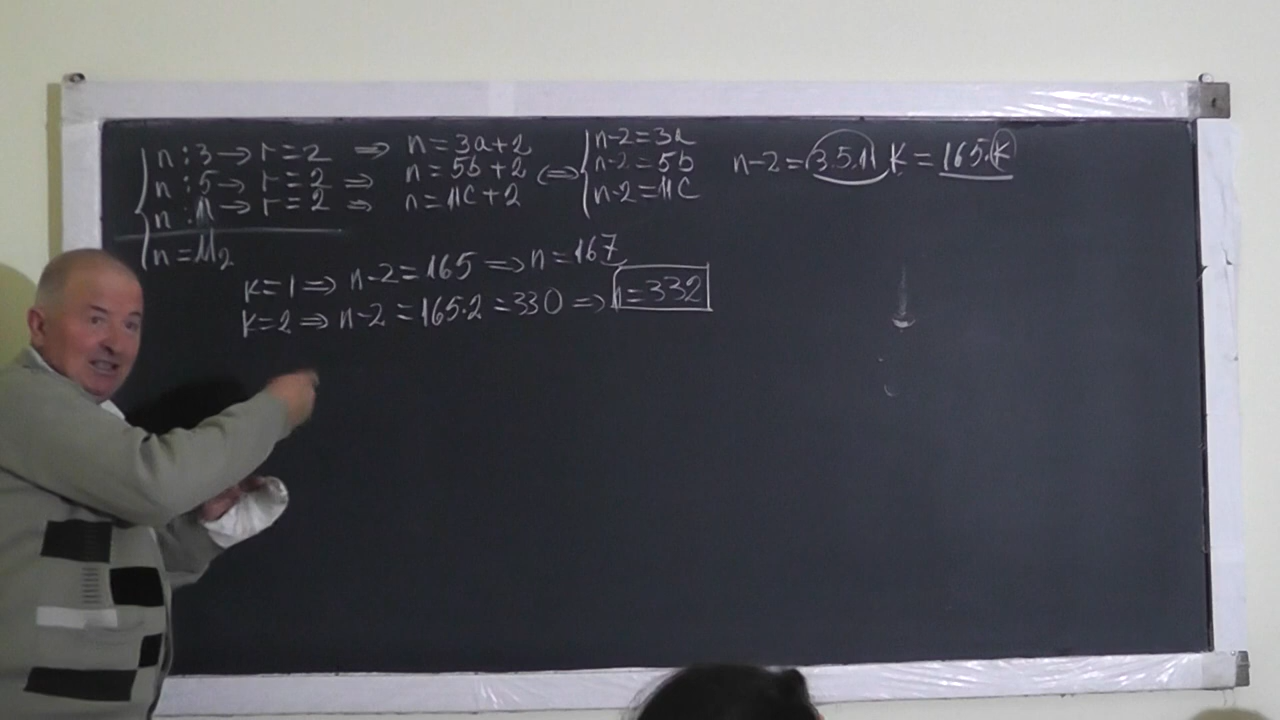 n : 3 → r = 2 ⇒ n = 3a + 2
n : 5 → r = 2 ⇒ n = 5b + 2 ⇔
n : 11 → r = 2 ⇒ n = 11c + 2
n = M₂
n-2 = 3a
n-2 = 5b
n-2 = 11c
n-2 = 3.5.11 K = 165.K
K = 1 ⇒ n-2 = 165 ⇒ n = 167
K = 2 ⇒ n-2 = 165.2 = 330 ⇒ n = 332